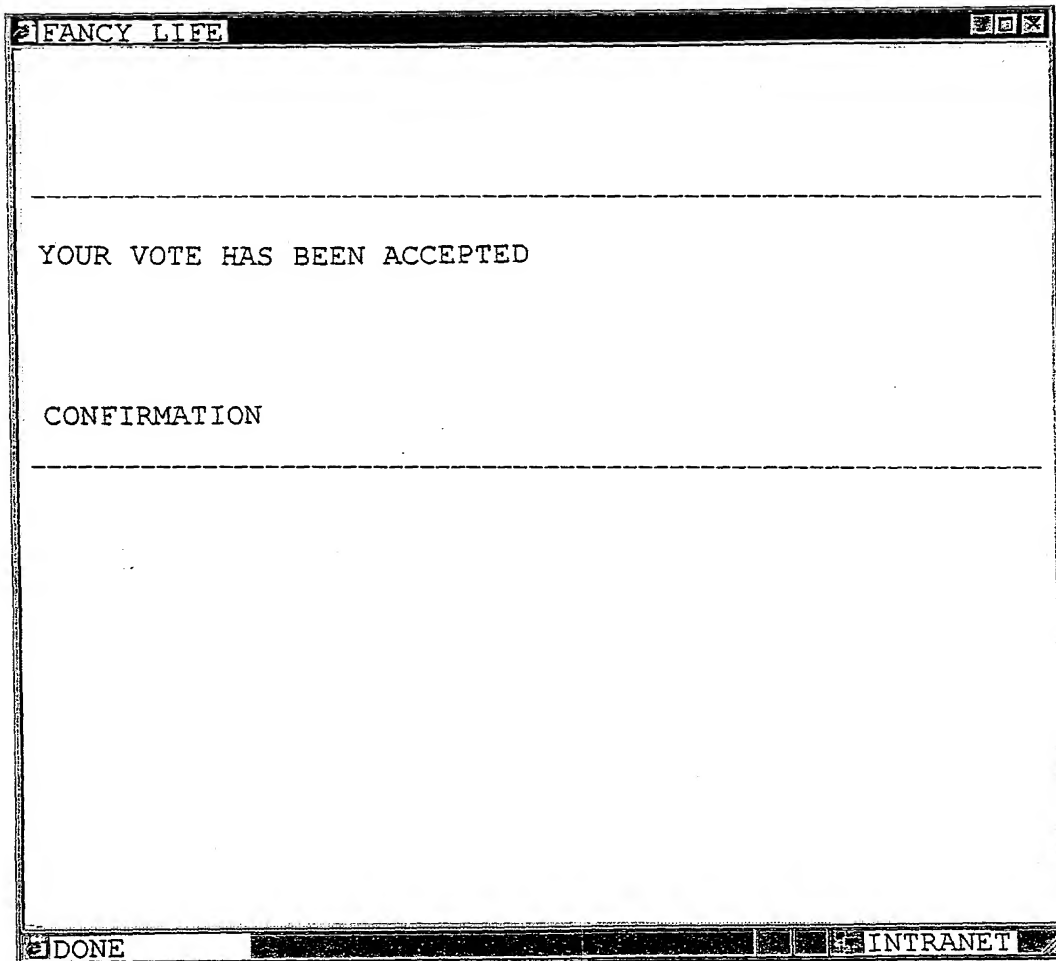 FANCY LIFE
YOUR VOTE HAS BEEN ACCEPTED
CONFIRMATION
DONE
INTRANET